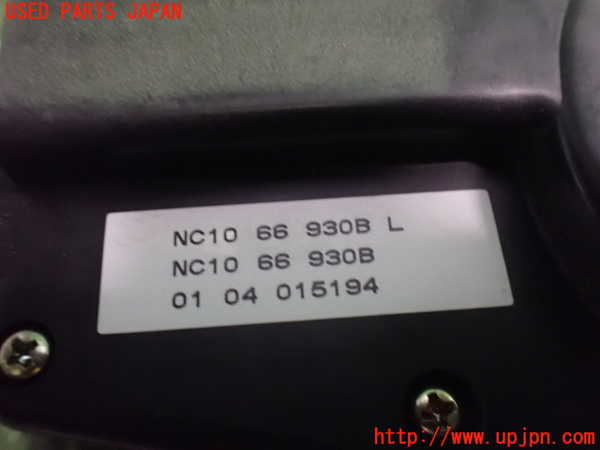 USED PARTS JAPAN
NC10 66 930B L
NC10 66 930B
01 04 015194
http://www.upjpn.com/